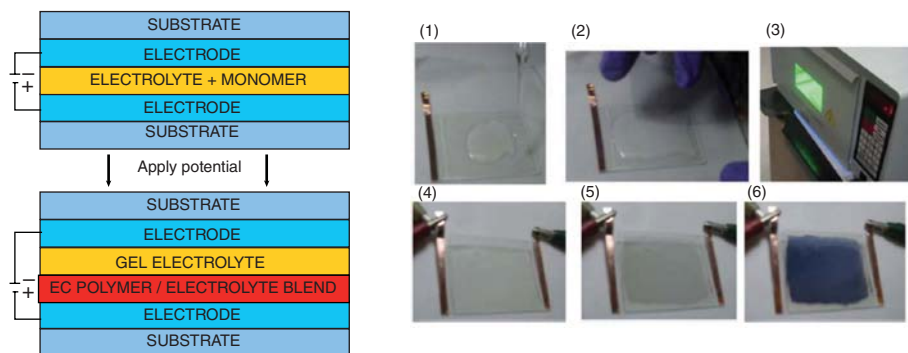 SUBSTRATE
ELECTRODE
ELECTROLYTE + MONOMER
ELECTRODE
SUBSTRATE
− +
Apply potential
SUBSTRATE
ELECTRODE
GEL ELECTROLYTE
EC POLYMER / ELECTROLYTE BLEND
ELECTRODE
SUBSTRATE
− +
(1)
(2)
(3)
(4)
(5)
(6)